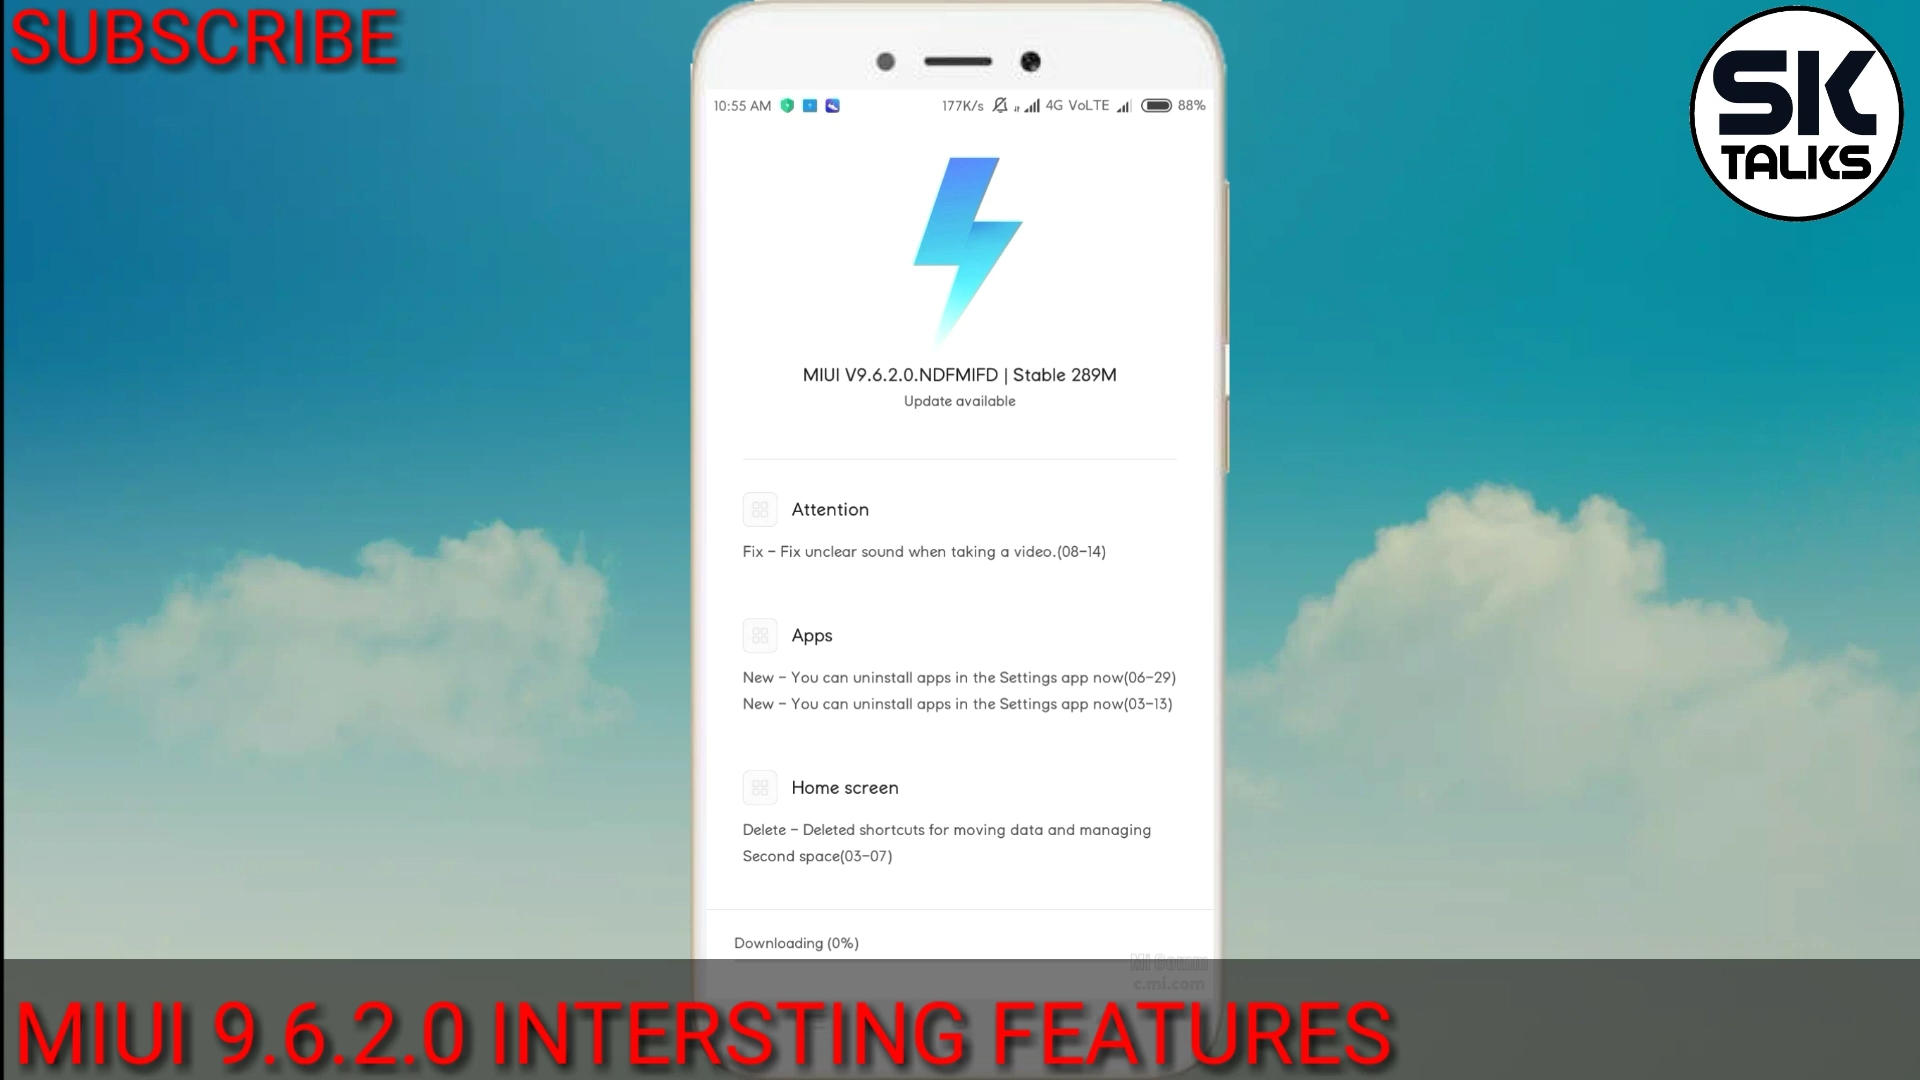 SUBSCRIBE
SK
TALKS
10:55 AM 177K/s 4G VoLTE 88%
MIUI V9.6.2.0.NDFMIFD | Stable 289M
Update available
Attention
Fix - Fix unclear sound when taking a video.(08-14)
Apps
New - You can uninstall apps in the Settings app now(06-29)
New - You can uninstall apps in the Settings app now(03-13)
Home screen
Delete - Deleted shortcuts for moving data and managing
Second space(03-07)
Downloading (0%)
Mi Comm
c.mi.com
MIUI 9.6.2.0 INTERSTING FEATURES